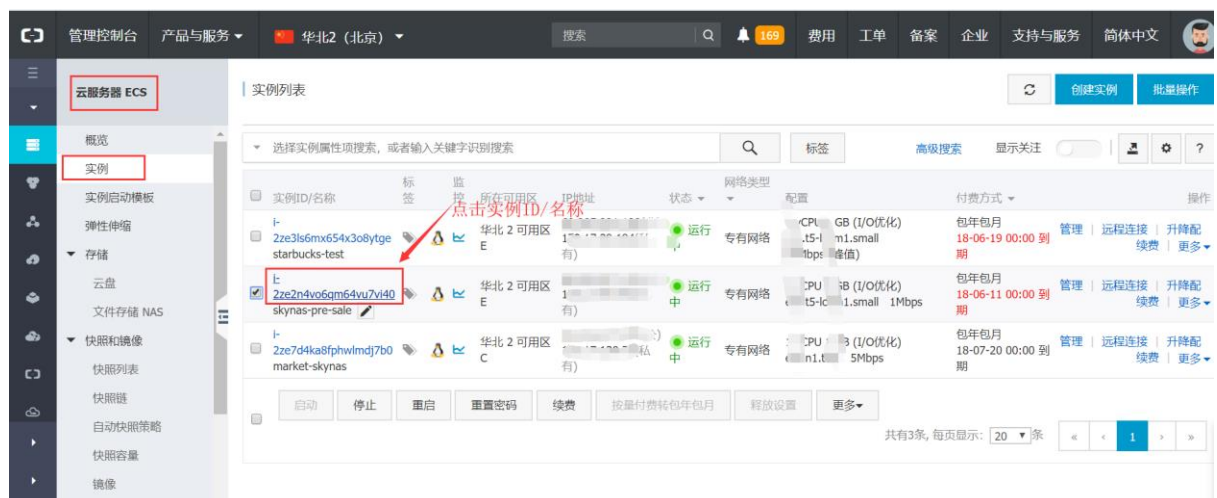 管理控制台 产品与服务 华北2（北京） 搜索 169 费用 工单 备案 企业 支持与服务 简体中文
云服务器 ECS
概览
实例
实例启动模板
弹性伸缩
存储
云盘
文件存储 NAS
快照和镜像
快照列表
快照链
自动快照策略
快照容量
镜像
实例列表
创建实例 批量操作
选择实例属性项搜索，或者输入关键字识别搜索 标签 高级搜索 显示关注 ?
实例ID/名称 标签 监控 所在可用区 IP地址 状态 网络类型 配置 付费方式 操作
点击实例ID/名称
i-
2ze3ls6mx654x3o8ytge
starbucks-test
华北 2 可用区
E
有)
运行
中
专有网络
GB (I/O优化)
包年包月
18-06-19 00:00 到
期
管理 | 远程连接 | 升降配
续费 | 更多
i-
2ze2n4vo6qm64vu7vi40
skynas-pre-sale
华北 2 可用区
E
有)
运行
中
专有网络
(I/O优化)
1.small 1Mbps
包年包月
18-06-11 00:00 到
期
管理 | 远程连接 | 升降配
续费 | 更多
i-
2ze7d4ka8fphwlmdj7b0
market-skynas
华北 2 可用区
C
有)
运行
中
专有网络
(I/O优化)
5Mbps
包年包月
18-07-20 00:00 到
期
管理 | 远程连接 | 升降配
续费 | 更多
启动 停止 重启 重置密码 续费 按量付费转包年包月 释放设置 更多
共有3条, 每页显示: 20 条 « ‹ 1 › »